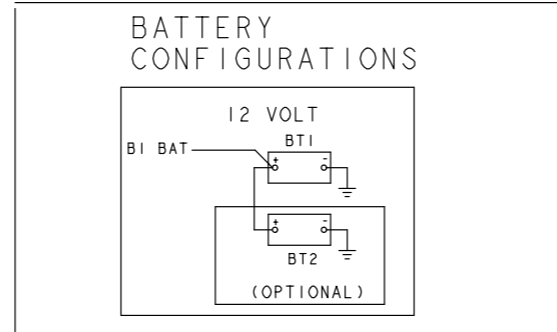 BATTERY
CONFIGURATIONS
12 VOLT
B1 BAT
BT1
+ -
+ -
BT2
(OPTIONAL)